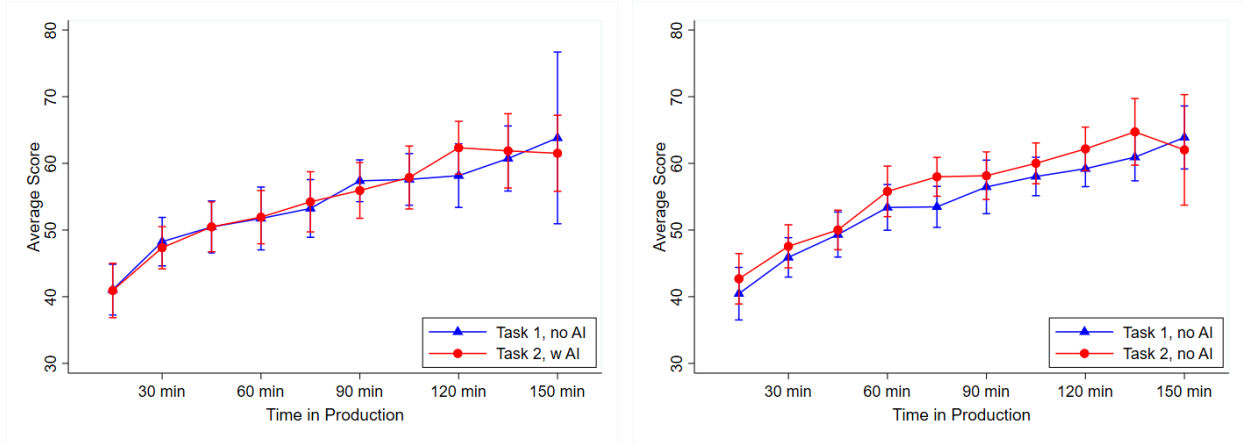 80
70
60
50
40
30
Average Score
30 min
60 min
90 min
120 min
150 min
Time in Production
Task 1, no AI
Task 2, w AI
80
70
60
50
40
30
Average Score
30 min
60 min
90 min
120 min
150 min
Time in Production
Task 1, no AI
Task 2, no AI